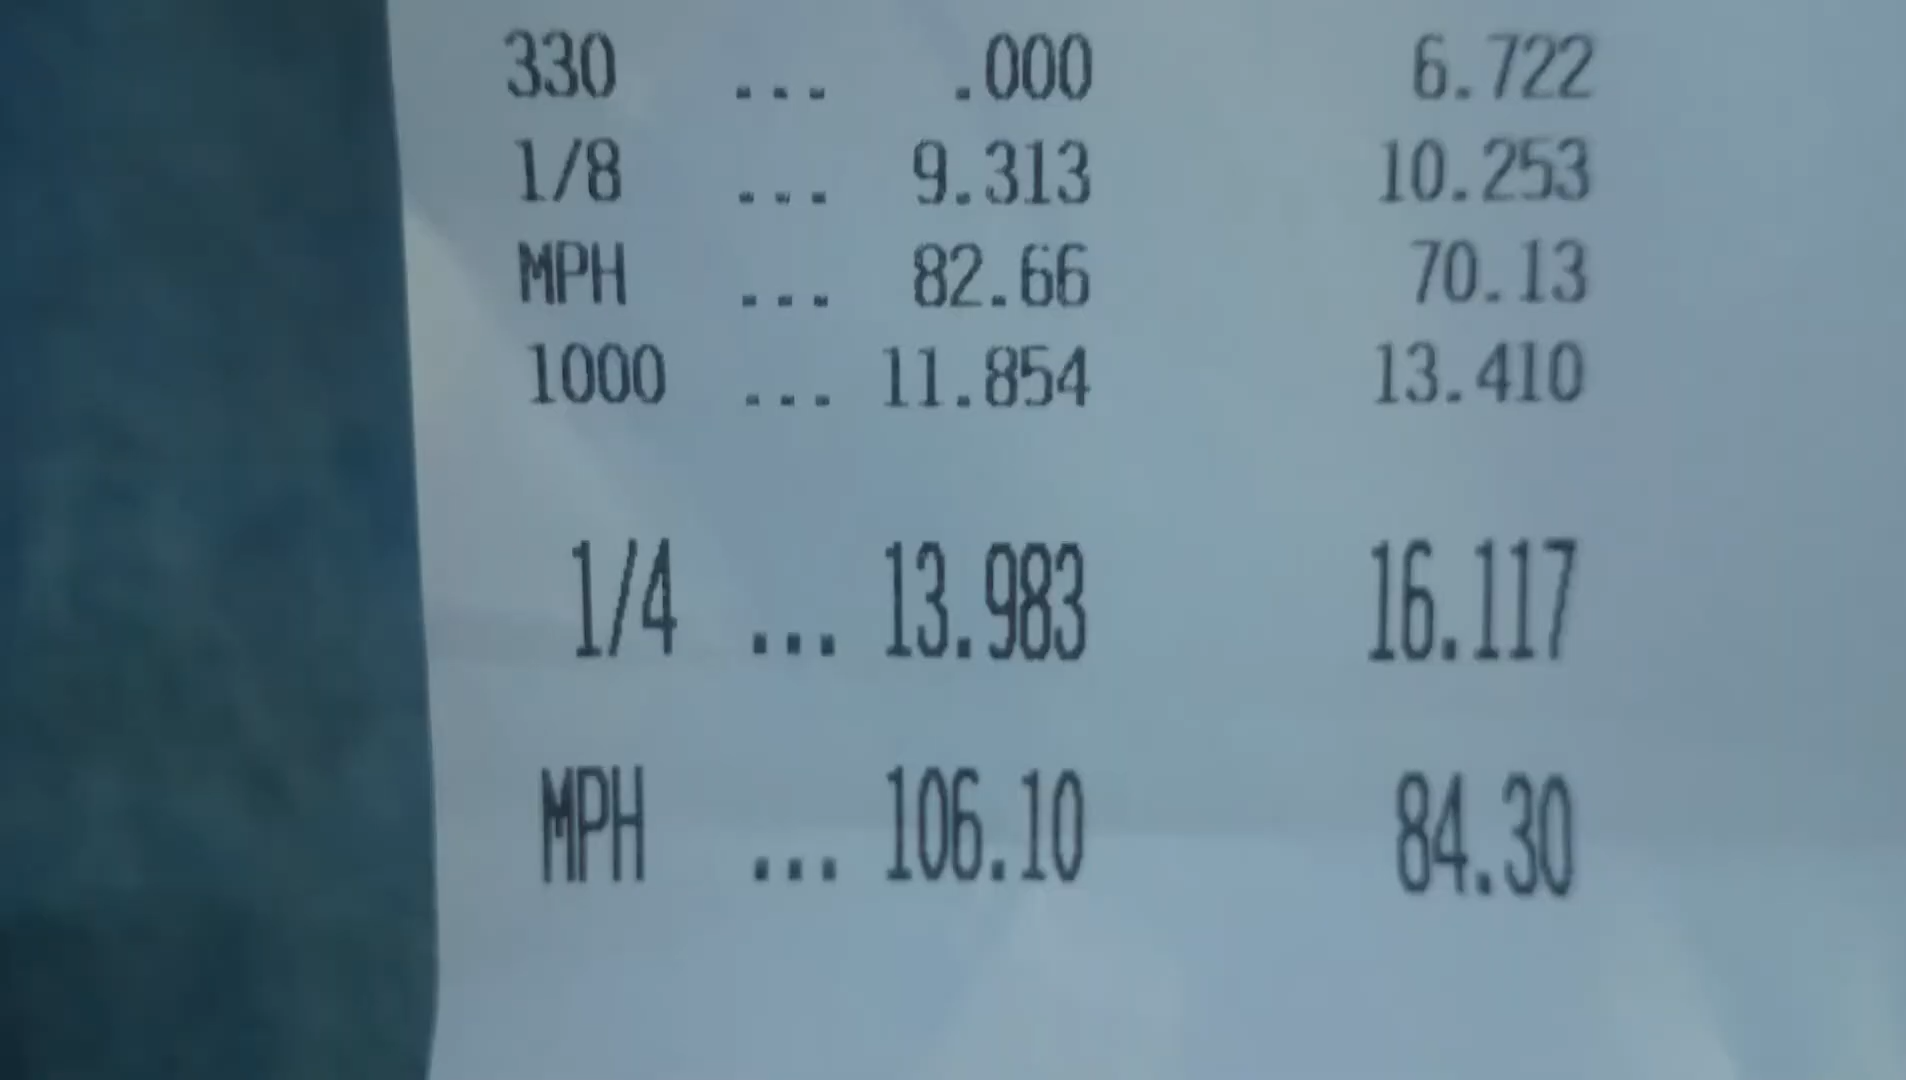 330 ... .000 6.722
1/8 ... 9.313 10.253
MPH ... 82.66 70.13
1000 ... 11.854 13.410
1/4 ... 13.983 16.117
MPH ... 106.10 84.30